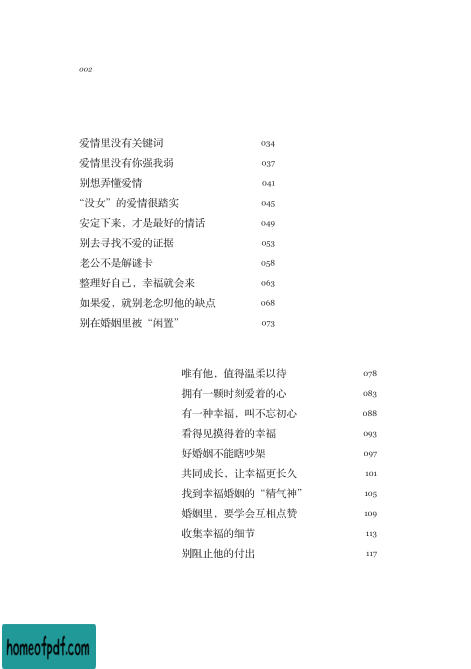 002
爱情里没有关键词 034
爱情里没有你强我弱 037
别想弄懂爱情 041
“没女”的爱情很踏实 045
安定下来，才是最好的情话 049
别去寻找不爱的证据 053
老公不是解谜卡 058
整理好自己，幸福就会来 063
如果爱，就别老念叨他的缺点 068
别在婚姻里被“闲置” 073
唯有他，值得温柔以待 078
拥有一颗时刻爱着的心 083
有一种幸福，叫不忘初心 088
看得见摸得着的幸福 093
好婚姻不能瞎吵架 097
共同成长，让幸福更长久 101
找到幸福婚姻的“精气神” 105
婚姻里，要学会互相点赞 109
收集幸福的细节 113
别阻止他的付出 117
homeofpdf.com